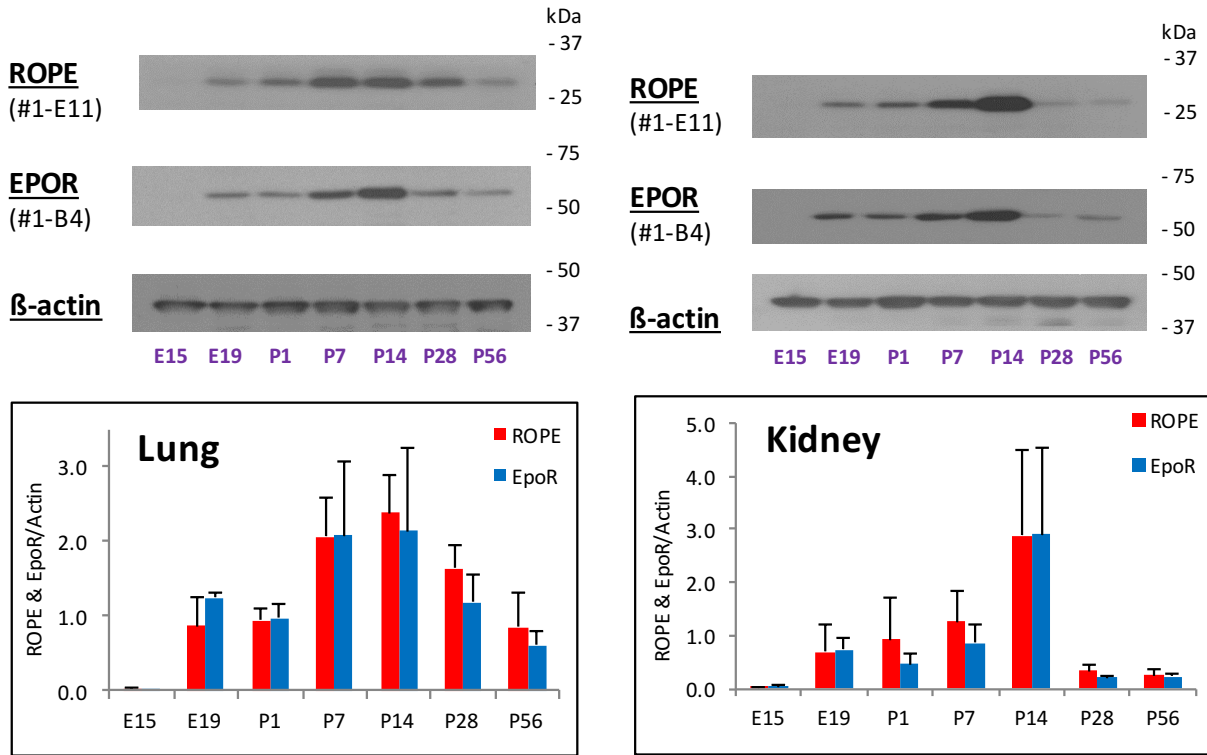 kDa
- 37
ROPE
(#1-E11)
- 25
- 75
EPOR
(#1-B4)
- 50
- 50
ß-actin
- 37
E15 E19 P1 P7 P14 P28 P56
kDa
- 37
ROPE
(#1-E11)
- 25
- 75
EPOR
(#1-B4)
- 50
- 50
ß-actin
- 37
E15 E19 P1 P7 P14 P28 P56
Lung
ROPE
EpoR
ROPE & EpoR/Actin
3.0
2.0
1.0
0.0
E15 E19 P1 P7 P14 P28 P56
Kidney
ROPE
EpoR
ROPE & EpoR/Actin
5.0
4.0
3.0
2.0
1.0
0.0
E15 E19 P1 P7 P14 P28 P56